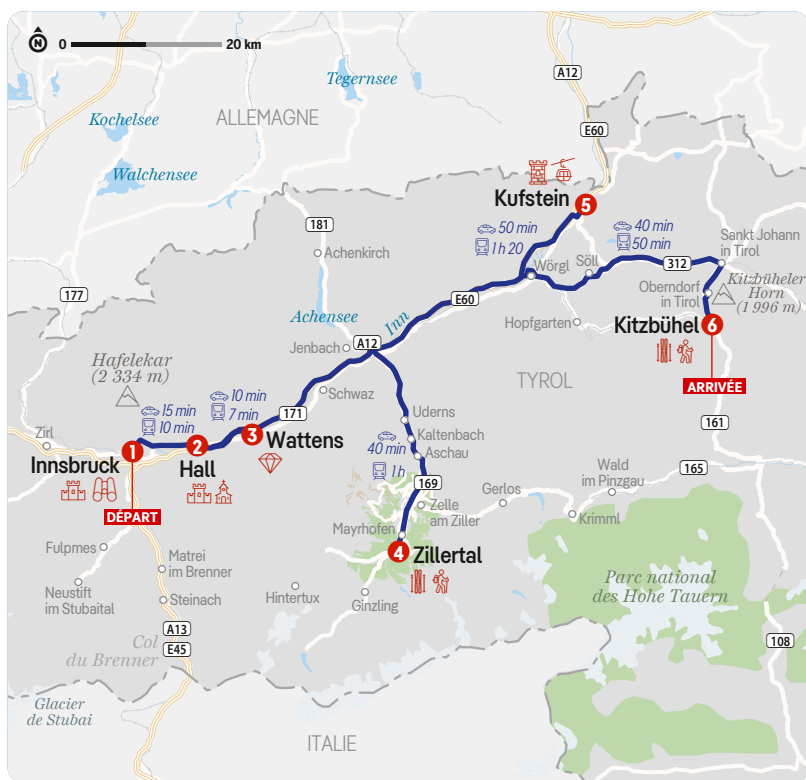 N
0
20 km
Tegernsee
A12
Kochelsee
ALLEMAGNE
E60
Walchensee
Kufstein
5
181
50 min
1 h 20
40 min
50 min
Achenkirch
Sankt Johann
in Tirol
Wörgl
Söll
312
177
E60
Oberndorf
in Tirol
Kitzbüheler
Horn
(1 996 m)
Achensee
Inn
Hopfgarten
Kitzbühel
6
A12
Jenbach
Hafelekar
(2 334 m)
TYROL
ARRIVÉE
10 min
7 min
Schwaz
15 min
10 min
171
Uderns
161
Zirl
1
2
3
Wattens
Kaltenbach
40 min
1h
Aschau
Innsbruck
Hall
165
Wald
im Pinzgau
169
Gerlos
DÉPART
Zelle
am Ziller
Krimml
Mayrhofen
Fulpmes
4
Zillertal
Matrei
im Brenner
Neustift
im Stubaital
Hintertux
Ginzling
Parc national
des Hohe Tauern
Steinach
A13
E45
Col
du Brenner
108
Glacier
de Stubai
ITALIE